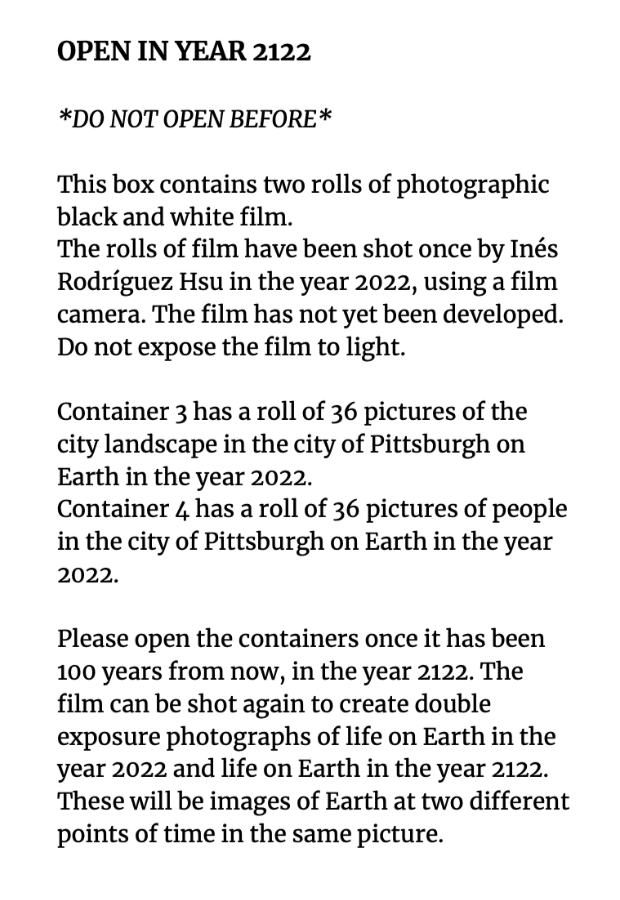 OPEN IN YEAR 2122
*DO NOT OPEN BEFORE*
This box contains two rolls of photographic
black and white film.
The rolls of film have been shot once by Inés
Rodríguez Hsu in the year 2022, using a film
camera. The film has not yet been developed.
Do not expose the film to light.
Container 3 has a roll of 36 pictures of the
city landscape in the city of Pittsburgh on
Earth in the year 2022.
Container 4 has a roll of 36 pictures of people
in the city of Pittsburgh on Earth in the year
2022.
Please open the containers once it has been
100 years from now, in the year 2122. The
film can be shot again to create double
exposure photographs of life on Earth in the
year 2022 and life on Earth in the year 2122.
These will be images of Earth at two different
points of time in the same picture.